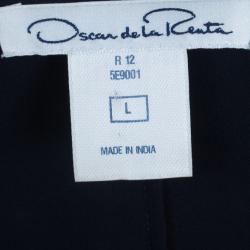 Oscar de la Renta
R 12
5E9001
L
MADE IN INDIA